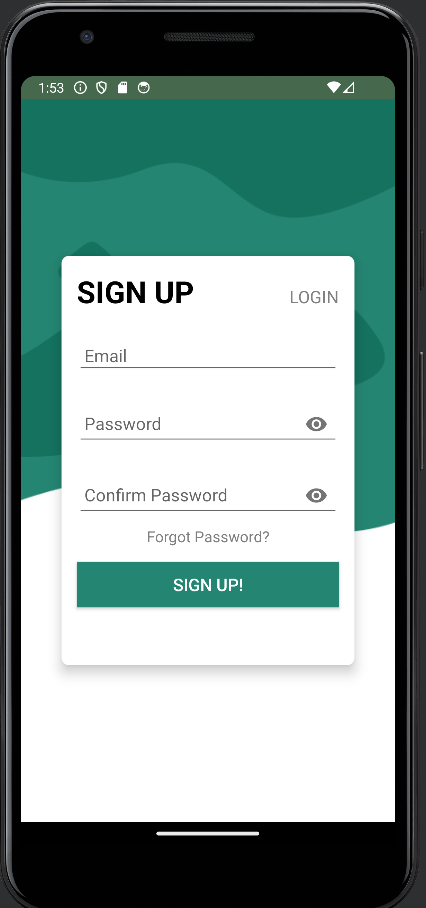 1:53
SIGN UP LOGIN
Email
Password
Confirm Password
Forgot Password?
SIGN UP!